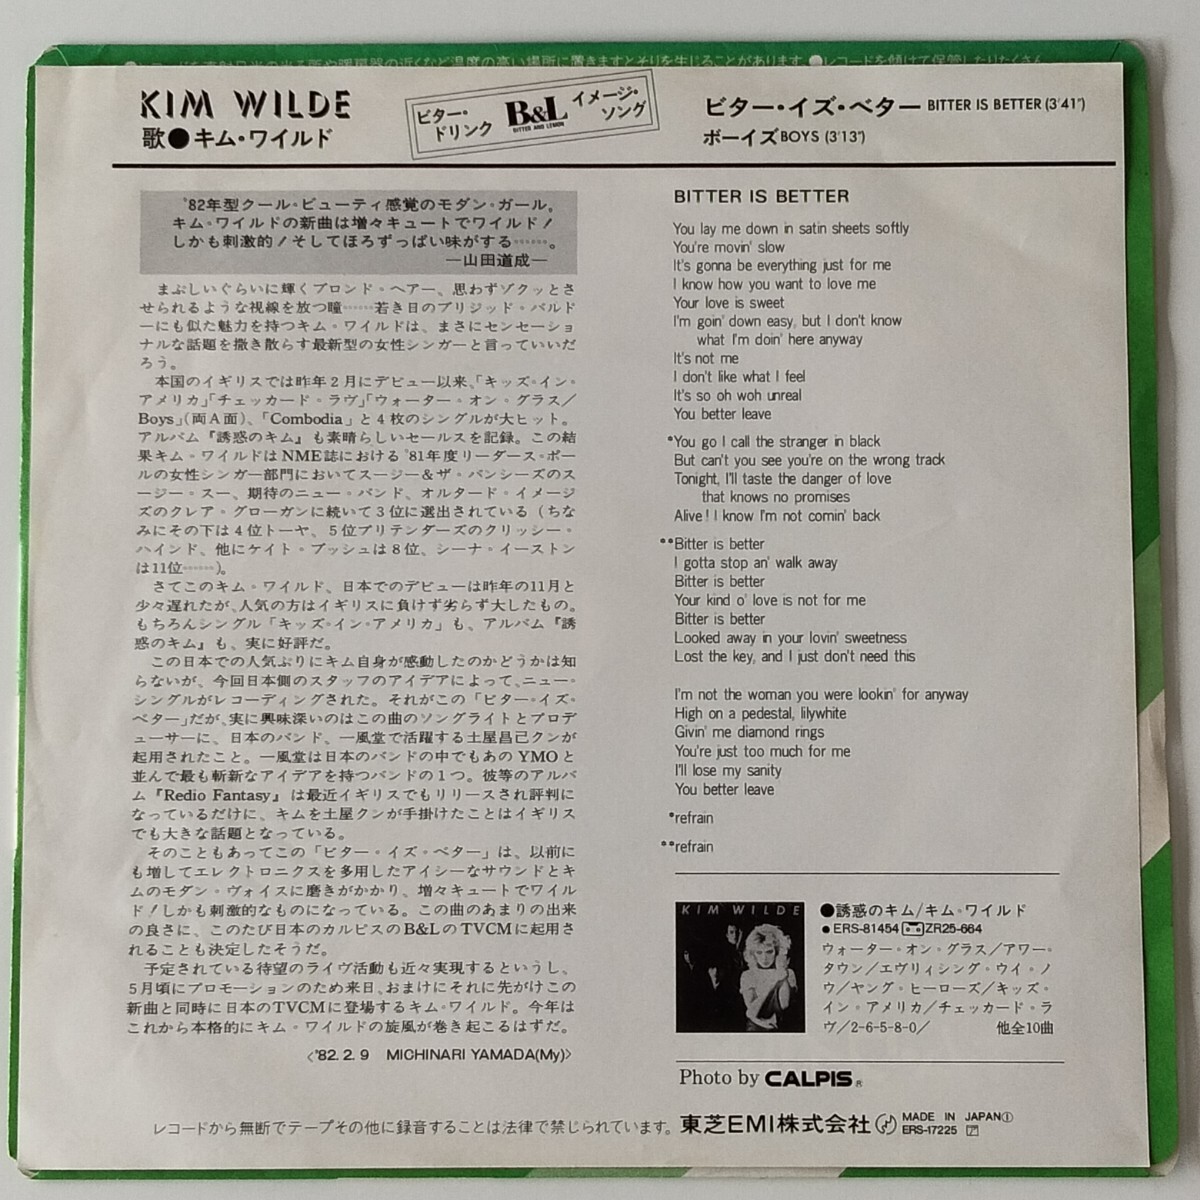 KIM WILDE
歌●キム・ワイルド
ビター・ドリンク
B&L
BITTER AND LEMON
イメージ・ソング
ビター・イズ・ベター BITTER IS BETTER (3'41")
ボーイズ BOYS (3'13")
'82年型クール・ビューティ感覚のモダン・ガール。
キム・ワイルドの新曲は増々キュートでワイルド!
しかも刺激的!そしてほろずっぱい味がする……。
―山田道成―
まぶしいぐらいに輝くブロンド・ヘアー、思わずゾクッとさ
せられるような視線を放つ瞳……若き日のブリジッド・バルド
ーにも似た魅力を持つキム・ワイルドは、まさにセンセーショ
ナルな話題を撒き散らす最新型の女性シンガーと言っていいだ
ろう。
本国のイギリスでは昨年2月にデビュー以来、「キッズ・イン・
アメリカ」「チェッカード・ラヴ」「ウォーター・オン・グラス/
Boys」(両A面)、「Combodia」と4枚のシングルが大ヒット。
アルバム『誘惑のキム』も素晴らしいセールスを記録。この結
果キム・ワイルドはNME誌における'81年度リーダース・ポー
ルの女性シンガー部門においてスージー&ザ・バンシーズのス
ージー・スー、期待のニュー・バンド、オルタード・イメージ
ズのクレア・グローガンに続いて3位に選出されている(ちな
みにその下は4位トーヤ、5位プリテンダーズのクリッシー・
ハインド、他にケイト・ブッシュは8位、シーナ・イーストン
は11位……)。
さてこのキム・ワイルド、日本でのデビューは昨年の11月と
少々遅れたが、人気の方はイギリスに負けず劣らず大したもの。
もちろんシングル「キッズ・イン・アメリカ」も、アルバム『誘
惑のキム』も、実に好評だ。
この日本での人気ぶりにキム自身が感動したのかどうかは知
らないが、今回日本側のスタッフのアイデアによって、ニュー・
シングルがレコーディングされた。それがこの「ビター・イズ・
ベター」だが、実に興味深いのはこの曲のソングライトとプロデ
ューサーに、日本のバンド、一風堂で活躍する土屋昌己クンが
起用されたこと。一風堂は日本のバンドの中でもあのYMOと
並んで最も斬新なアイデアを持つバンドの1つ。彼等のアルバ
ム『Redio Fantasy』は最近イギリスでもリリースされ評判に
なっているだけに、キムを土屋クンが手掛けたことはイギリス
でも大きな話題となっている。
そのこともあってこの「ビター・イズ・ベター」は、以前に
も増してエレクトロニクスを多用したアイシーなサウンドとキ
ムのモダン・ヴォイスに磨きがかかり、増々キュートでワイル
ド!しかも刺激的なものになっている。この曲のあまりの出来
の良さに、このたび日本のカルピスのB&LのTVCMに起用さ
れることも決定したそうだ。
予定されている待望のライヴ活動も近々実現するというし、
5月頃にプロモーションのため来日、おまけにそれに先がけこの
新曲と同時に日本のTVCMに登場するキム・ワイルド。今年は
これから本格的にキム・ワイルドの旋風が巻き起こるはずだ。
〈'82. 2. 9 MICHINARI YAMADA(My)〉
BITTER IS BETTER
You lay me down in satin sheets softly
You're movin' slow
It's gonna be everything just for me
I know how you want to love me
Your love is sweet
I'm goin' down easy, but I don't know
what I'm doin' here anyway
It's not me
I don't like what I feel
It's so oh woh unreal
You better leave
*You go I call the stranger in black
But can't you see you're on the wrong track
Tonight, I'll taste the danger of love
that knows no promises
Alive! I know I'm not comin' back
**Bitter is better
I gotta stop an' walk away
Bitter is better
Your kind o' love is not for me
Bitter is better
Looked away in your lovin' sweetness
Lost the key, and I just don't need this
I'm not the woman you were lookin' for anyway
High on a pedestal, lilywhite
Givin' me diamond rings
You're just too much for me
I'll lose my sanity
You better leave
*refrain
**refrain
KIM WILDE
●誘惑のキム/キム・ワイルド
●ERS-81454 ZR25-664
ウォーター・オン・グラス/アワー・
タウン/エヴリィシング・ウイ・ノ
ウ/ヤング・ヒーローズ/キッズ・
イン・アメリカ/チェッカード・ラ
ヴ/2-6-5-8-0/ 他全10曲
Photo by CALPIS®
レコードから無断でテープその他に録音することは法律で禁じられています。
東芝EMI株式会社
MADE IN JAPAN①
ERS-17225 ㋐